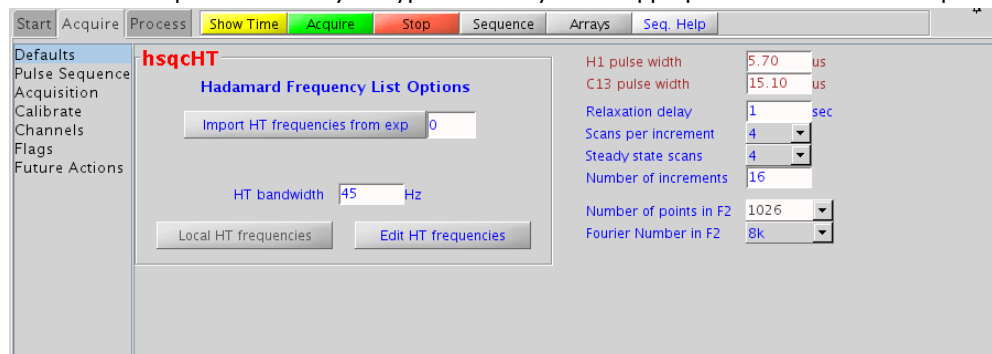 Start Acquire Process Show Time Acquire Stop Sequence Arrays Seq. Help
Defaults
Pulse Sequence
Acquisition
Calibrate
Channels
Flags
Future Actions
hsqcHT
Hadamard Frequency List Options
Import HT frequencies from exp 0
HT bandwidth 45 Hz
Local HT frequencies Edit HT frequencies
H1 pulse width 5.70 us
C13 pulse width 15.10 us
Relaxation delay 1 sec
Scans per increment 4
Steady state scans 4
Number of increments 16
Number of points in F2 1026
Fourier Number in F2 8k